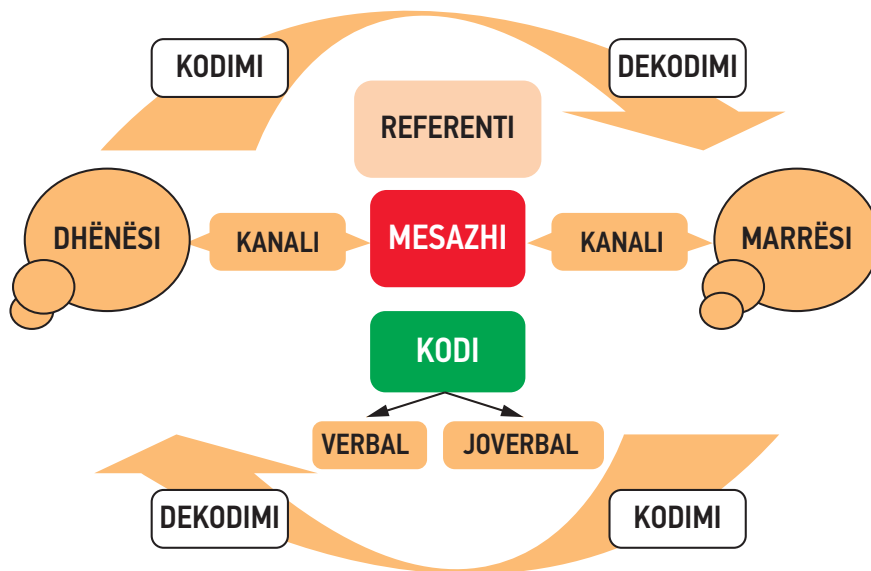 KODIMI
DEKODIMI
REFERENTI
DHËNËSI
KANALI
MESAZHI
KANALI
MARRËSI
KODI
VERBAL
JOVERBAL
DEKODIMI
KODIMI